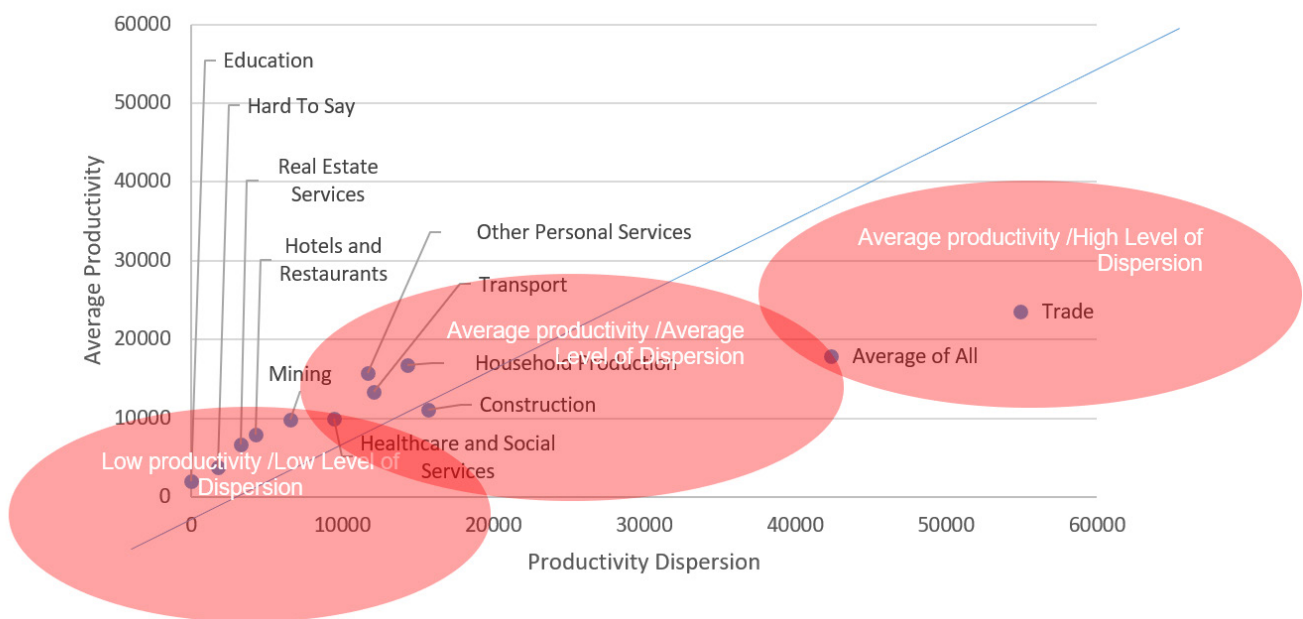 60000
Education
Hard To Say
50000
Real Estate
Services
40000
Other Personal Services
Average productivity /High Level of
Dispersion
Hotels and
Restaurants
30000
Transport
Trade
Average productivity /Average
Level of Dispersion
20000
Household Production
Average of All
Mining
Construction
10000
Healthcare and Social
Services
Low productivity /Low Level of
Dispersion
0
Average Productivity
0 10000 20000 30000 40000 50000 60000
Productivity Dispersion